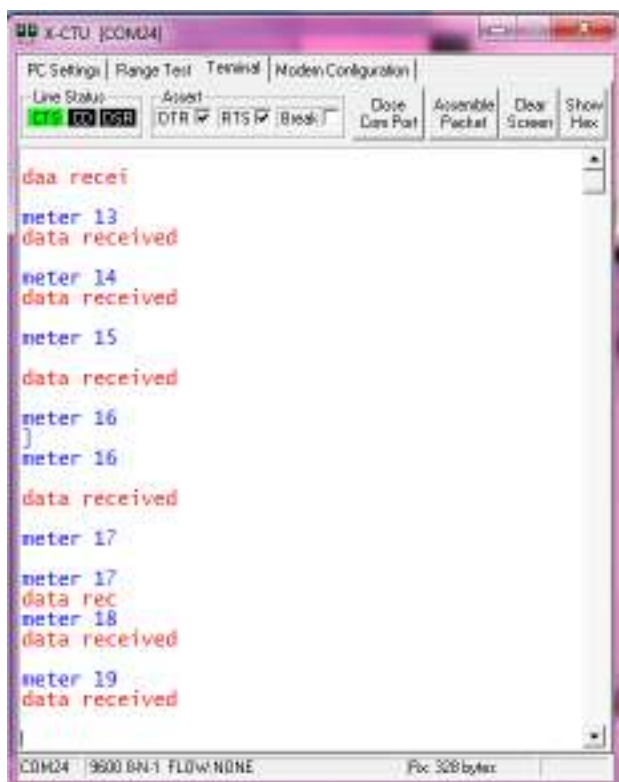 X-CTU [COM24]
PC Settings | Range Test | Terminal | Modem Configuration |
Line Status
CTS CD DSR
Assert
DTR RTS Break
Close Com Port
Assemble Packet
Clear Screen
Show Hex
daa recei
meter 13
data received
meter 14
data received
meter 15
data received
meter 16
]
meter 16
data received
meter 17
meter 17
data rec
meter 18
data received
meter 19
data received
COM24 9600 8-N-1 FLOW:NONE Rx: 328 bytes